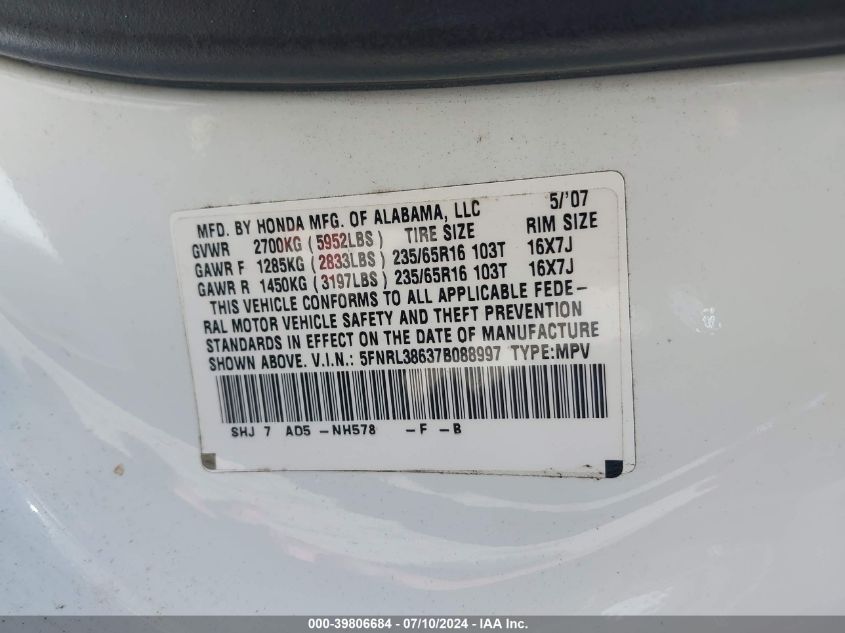 MFD. BY HONDA MFG. OF ALABAMA, LLC 5/'07
GVWR 2700KG (5952LBS) TIRE SIZE RIM SIZE
GAWR F 1285KG (2833LBS) 235/65R16 103T 16X7J
GAWR R 1450KG (3197LBS) 235/65R16 103T 16X7J
THIS VEHICLE CONFORMS TO ALL APPLICABLE FEDE-
RAL MOTOR VEHICLE SAFETY AND THEFT PREVENTION
STANDARDS IN EFFECT ON THE DATE OF MANUFACTURE
SHOWN ABOVE. V.I.N.: 5FNRL38637B088997 TYPE:MPV
SHJ 7 AD5 -NH578 -F -B
000-39806684 - 07/10/2024 - IAAI Inc.